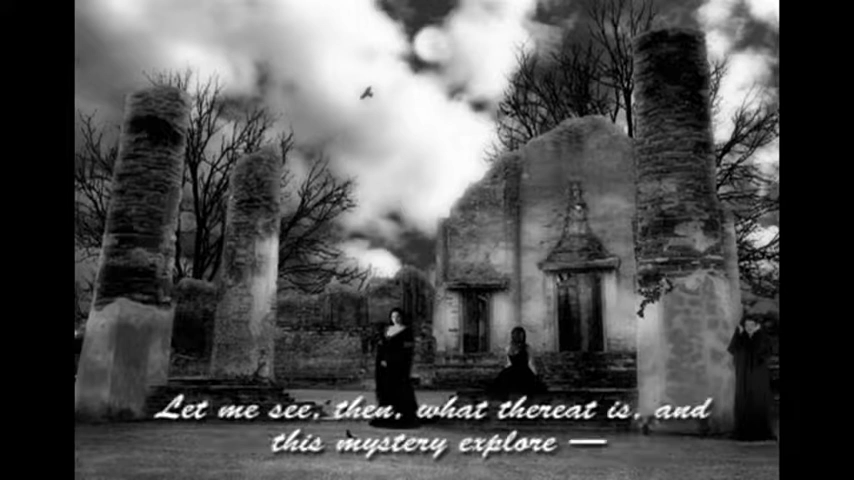 Let me see, then, what thereat is, and
this mystery explore —